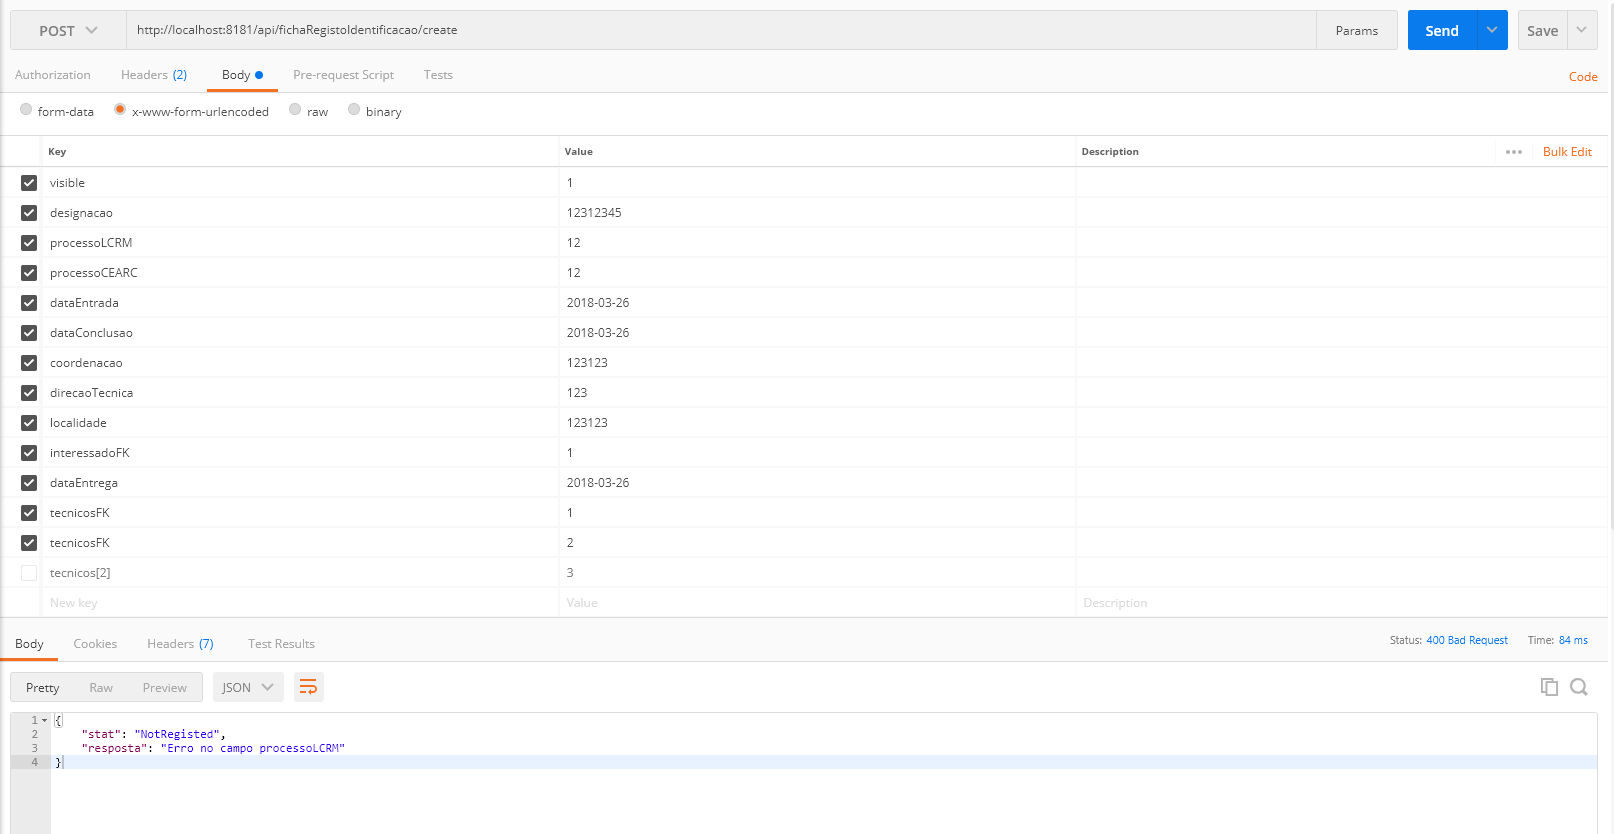 POST http://localhost:8181/api/fichaRegistoIdentificacao/create Params Send Save
Authorization Headers (2) Body Pre-request Script Tests Code
form-data x-www-form-urlencoded raw binary
Key Value Description Bulk Edit
visible 1
designacao 12312345
processoLCRM 12
processoCEARC 12
dataEntrada 2018-03-26
dataConclusao 2018-03-26
coordenacao 123123
direcaoTecnica 123
localidade 123123
interessadoFK 1
dataEntrega 2018-03-26
tecnicosFK 1
tecnicosFK 2
tecnicos[2] 3
New key Value Description
Body Cookies Headers (7) Test Results Status: 400 Bad Request Time: 84 ms
Pretty Raw Preview JSON
1 {
2 "stat": "NotRegisted",
3 "resposta": "Erro no campo processoLCRM"
4 }